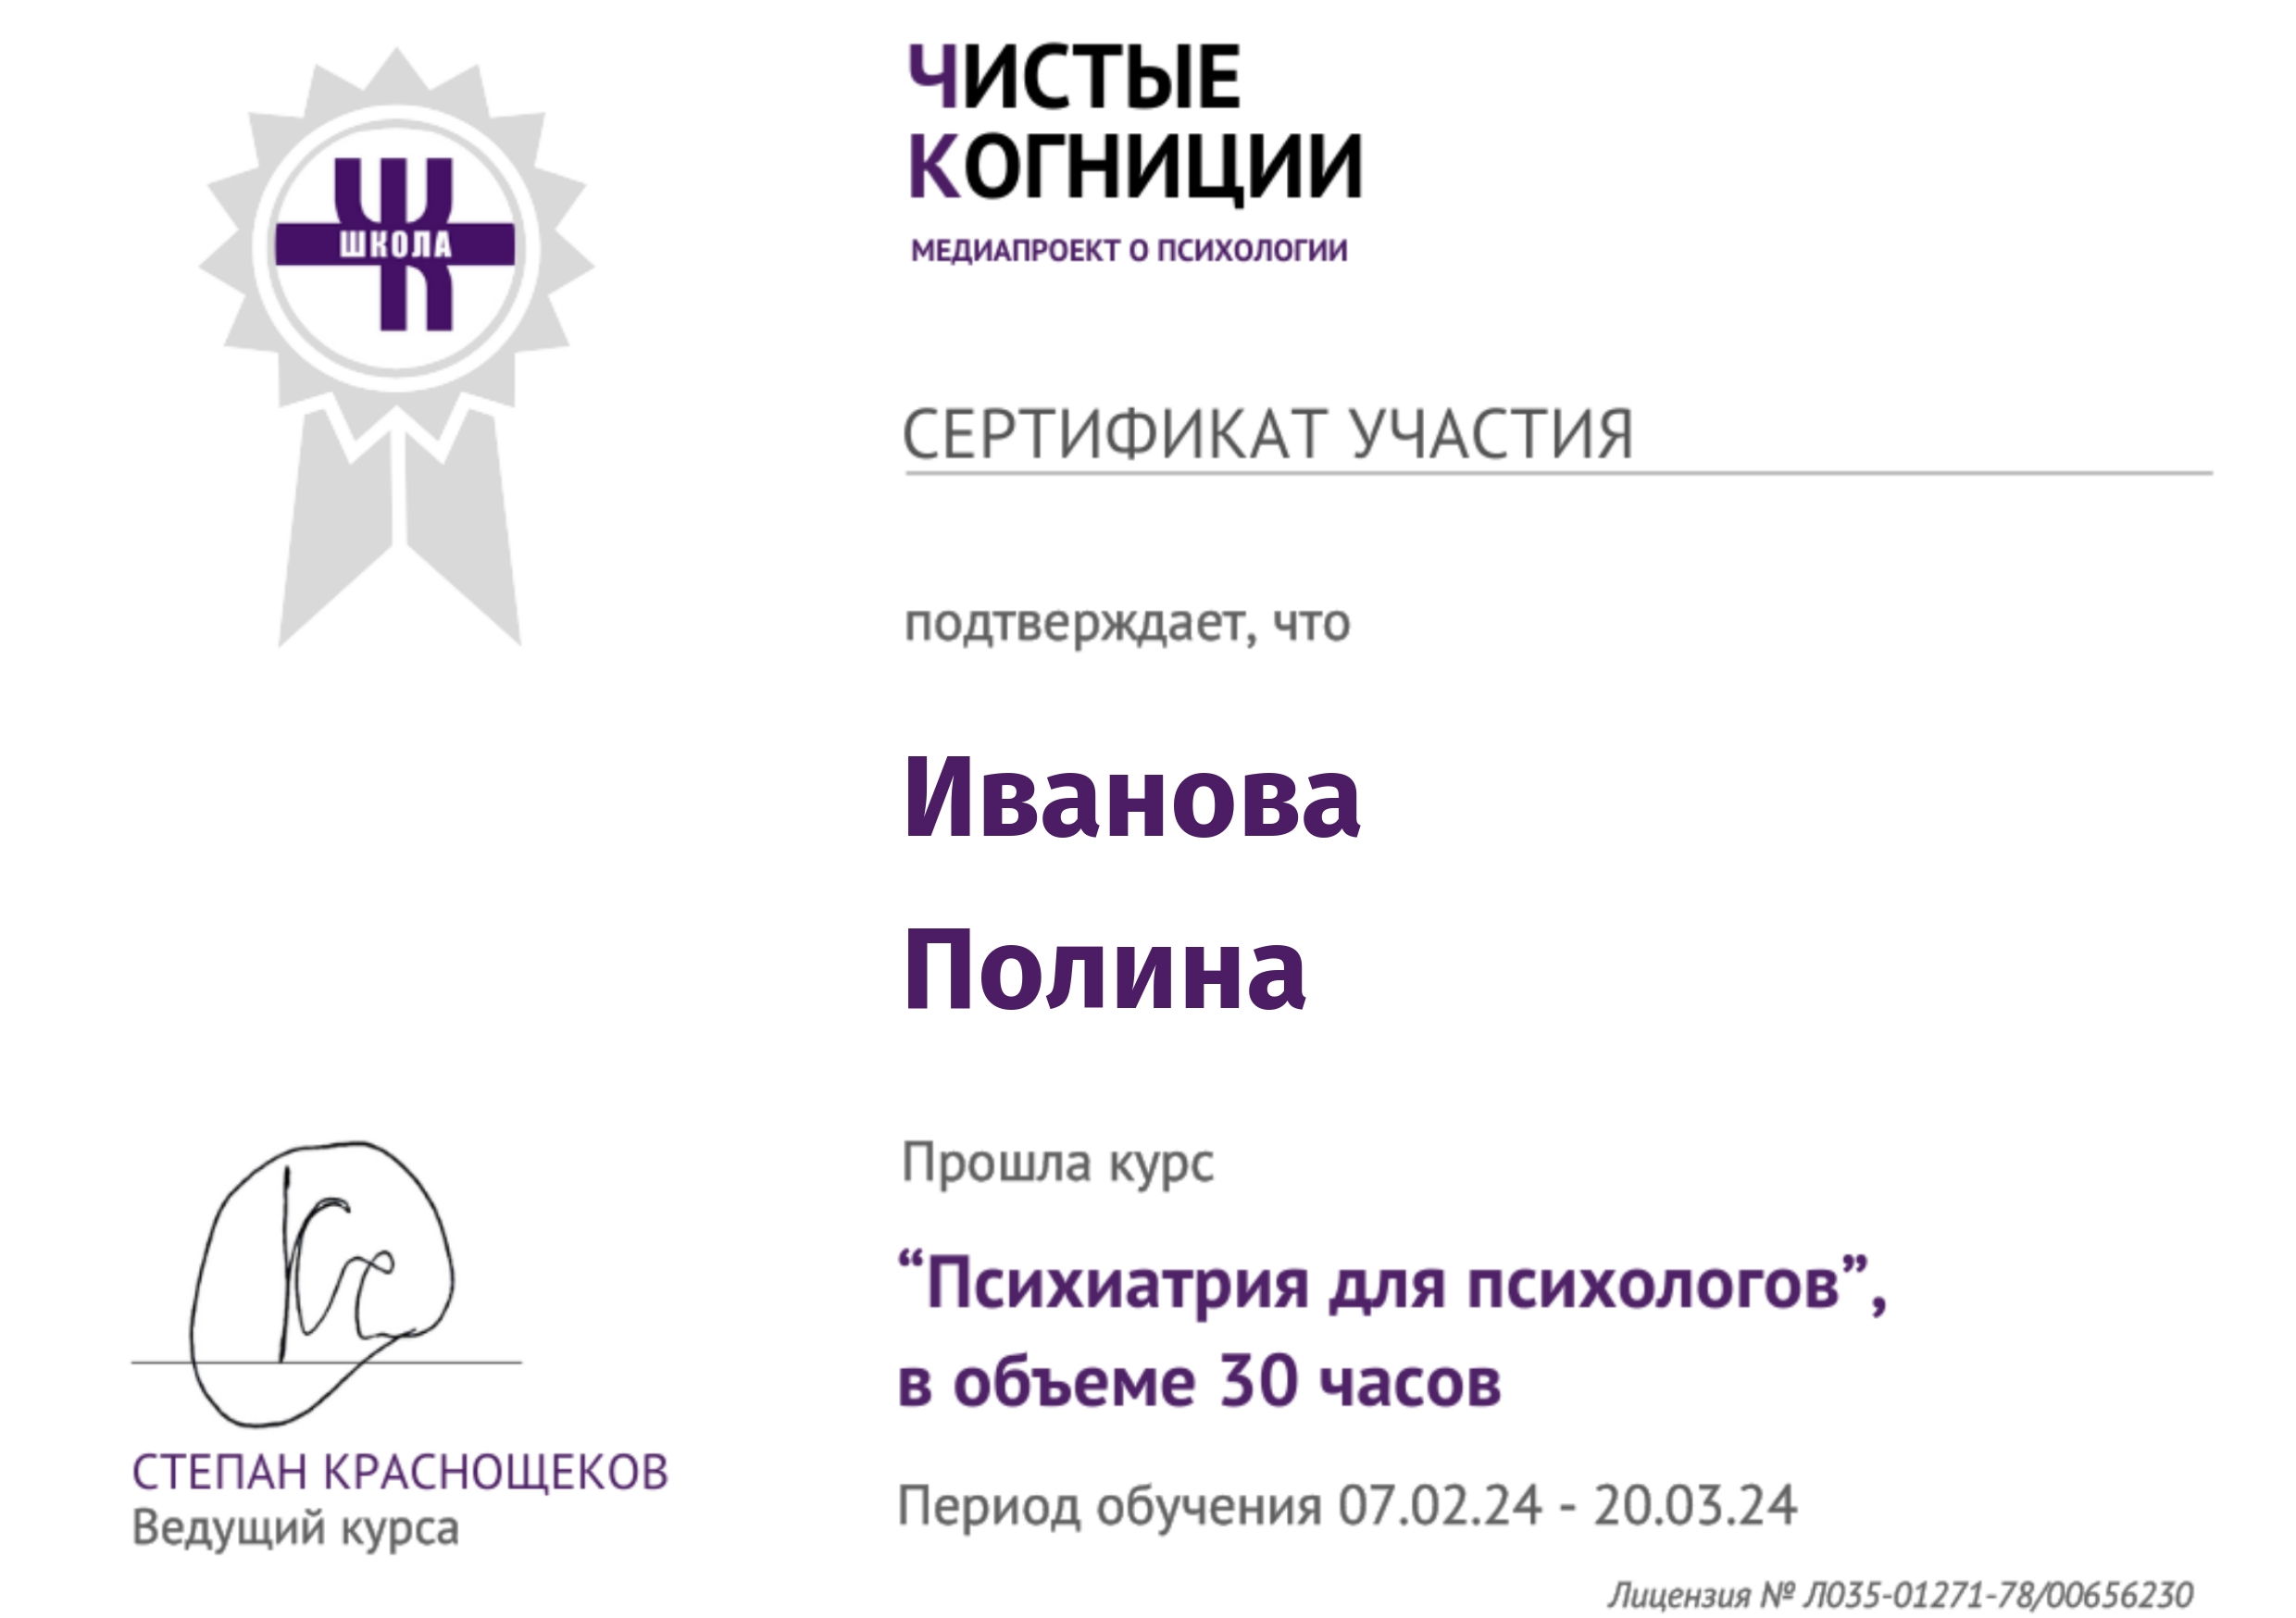 ЧИСТЫЕ
КОГНИЦИИ
МЕДИАПРОЕКТ О ПСИХОЛОГИИ
ЧК
ШКОЛА
СЕРТИФИКАТ УЧАСТИЯ
подтверждает, что
Иванова
Полина
Прошла курс
“Психиатрия для психологов”,
в объеме 30 часов
Период обучения 07.02.24 - 20.03.24
СТЕПАН КРАСНОЩЕКОВ
Ведущий курса
Лицензия № Л035-01271-78/00656230